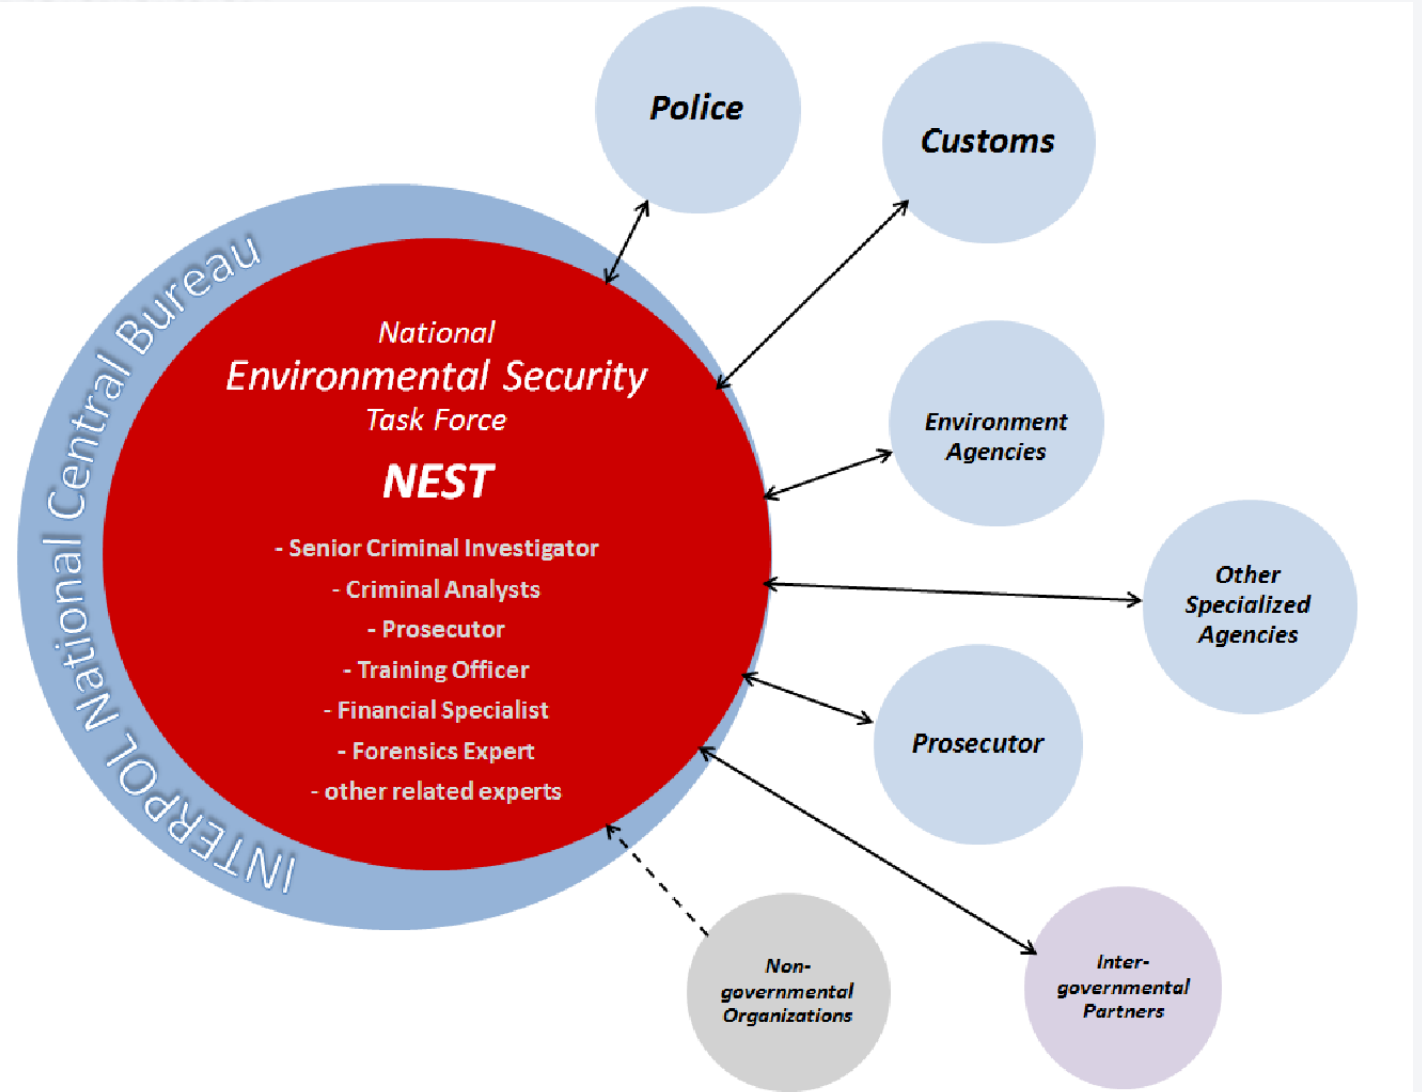 INTERPOL National Central Bureau
National
Environmental Security
Task Force
NEST
- Senior Criminal Investigator
- Criminal Analysts
- Prosecutor
- Training Officer
- Financial Specialist
- Forensics Expert
- other related experts
Police
Customs
Environment
Agencies
Other
Specialized
Agencies
Prosecutor
Inter-
governmental
Partners
Non-
governmental
Organizations